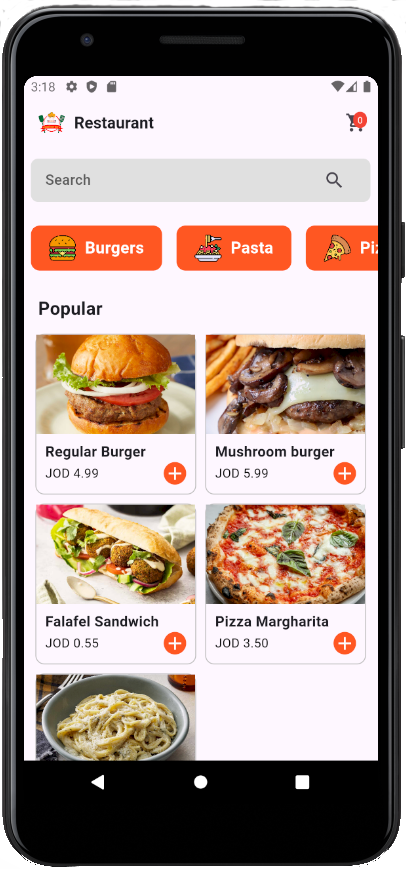 3:18
Restaurant
0
Search
Burgers
Pasta
Piz
Popular
Regular Burger
JOD 4.99
Mushroom burger
JOD 5.99
Falafel Sandwich
JOD 0.55
Pizza Margharita
JOD 3.50